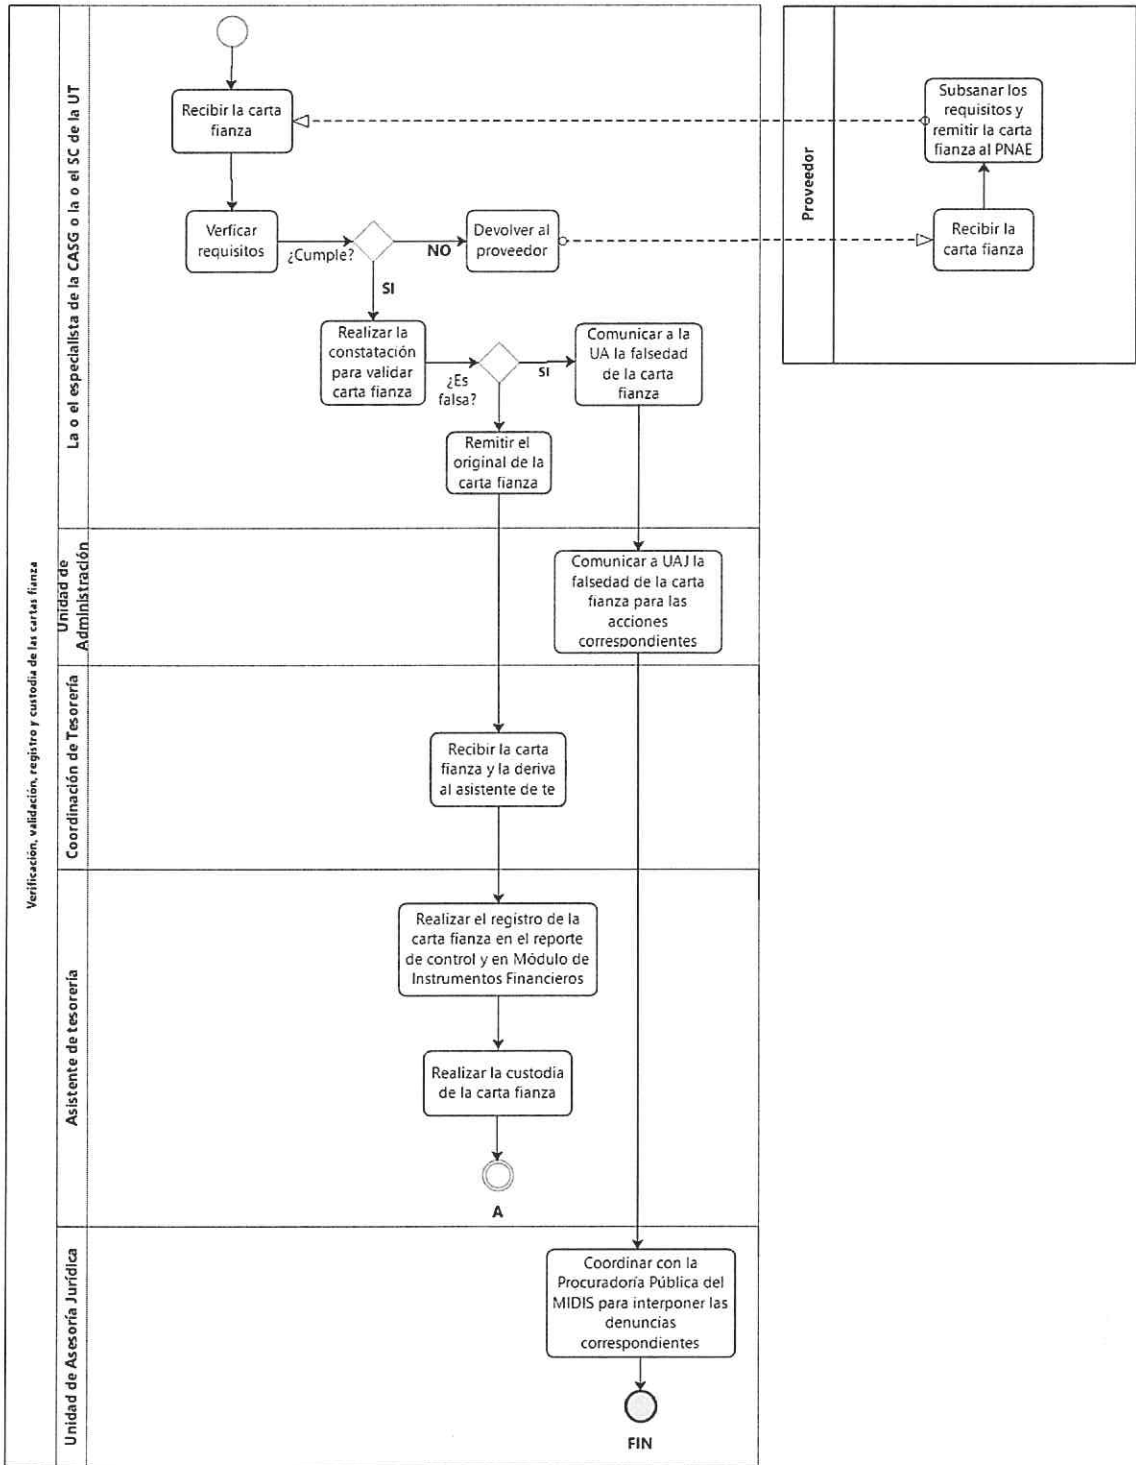 Verificación, validación, registro y custodia de las cartas fianza
La o el especialista de la CASG o la o el SC de la UT
Recibir la carta
fianza
Verficar
requisitos
¿Cumple?
NO
Devolver al
proveedor
SI
Realizar la
constatación
para validar
carta fianza
¿Es
falsa?
SI
Comunicar a la
UA la falsedad
de la carta
fianza
Remitir el
original de la
carta fianza
Proveedor
Subsanar los
requisitos y
remitir la carta
fianza al PNAE
Recibir la
carta fianza
Unidad de
Administración
Comunicar a UAJ la
falsedad de la carta
fianza para las
acciones
correspondientes
Coordinación de Tesorería
Recibir la carta
fianza y la deriva
al asistente de te
Asistente de tesorería
Realizar el registro de la
carta fianza en el reporte
de control y en Módulo de
Instrumentos Financieros
Realizar la custodia
de la carta fianza
A
Unidad de Asesoría Jurídica
Coordinar con la
Procuradoría Pública del
MIDIS para interponer las
denuncias
correspondientes
FIN